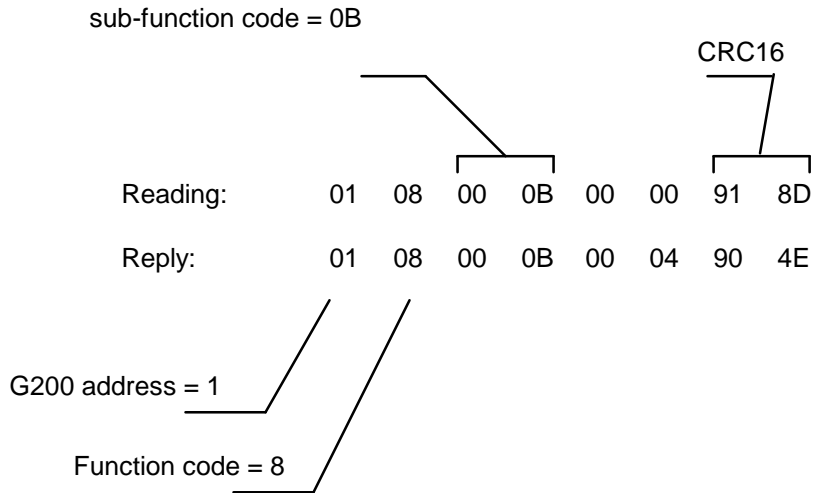 sub-function code = 0B
CRC16
Reading: 01 08 00 0B 00 00 91 8D
Reply: 01 08 00 0B 00 04 90 4E
G200 address = 1
Function code = 8